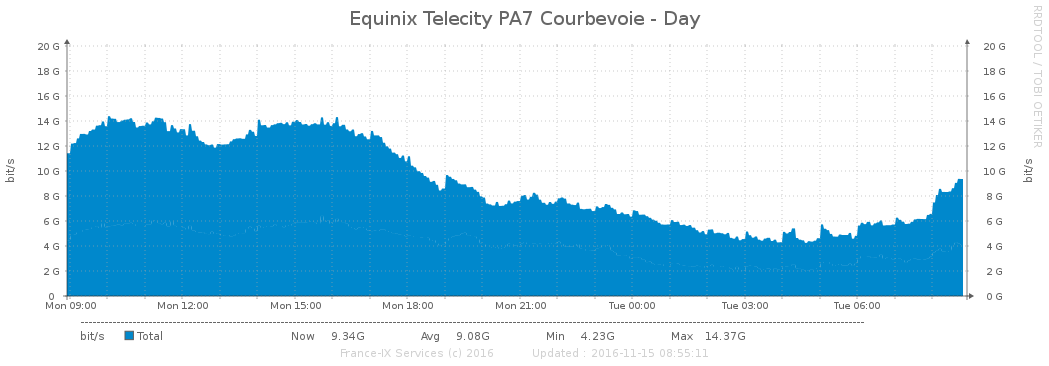 Equinix Telecity PA7 Courbevoie - Day
RRDTOOL / TOBI OETIKER
bit/s
20 G 20 G
18 G 18 G
16 G 16 G
14 G 14 G
12 G 12 G
10 G 10 G
8 G 8 G
6 G 6 G
4 G 4 G
2 G 2 G
0 0 G
bit/s
Mon 09:00 Mon 12:00 Mon 15:00 Mon 18:00 Mon 21:00 Tue 00:00 Tue 03:00 Tue 06:00
bit/s Total Now 9.34G Avg 9.08G Min 4.23G Max 14.37G
France-IX Services (c) 2016 Updated : 2016-11-15 08:55:11